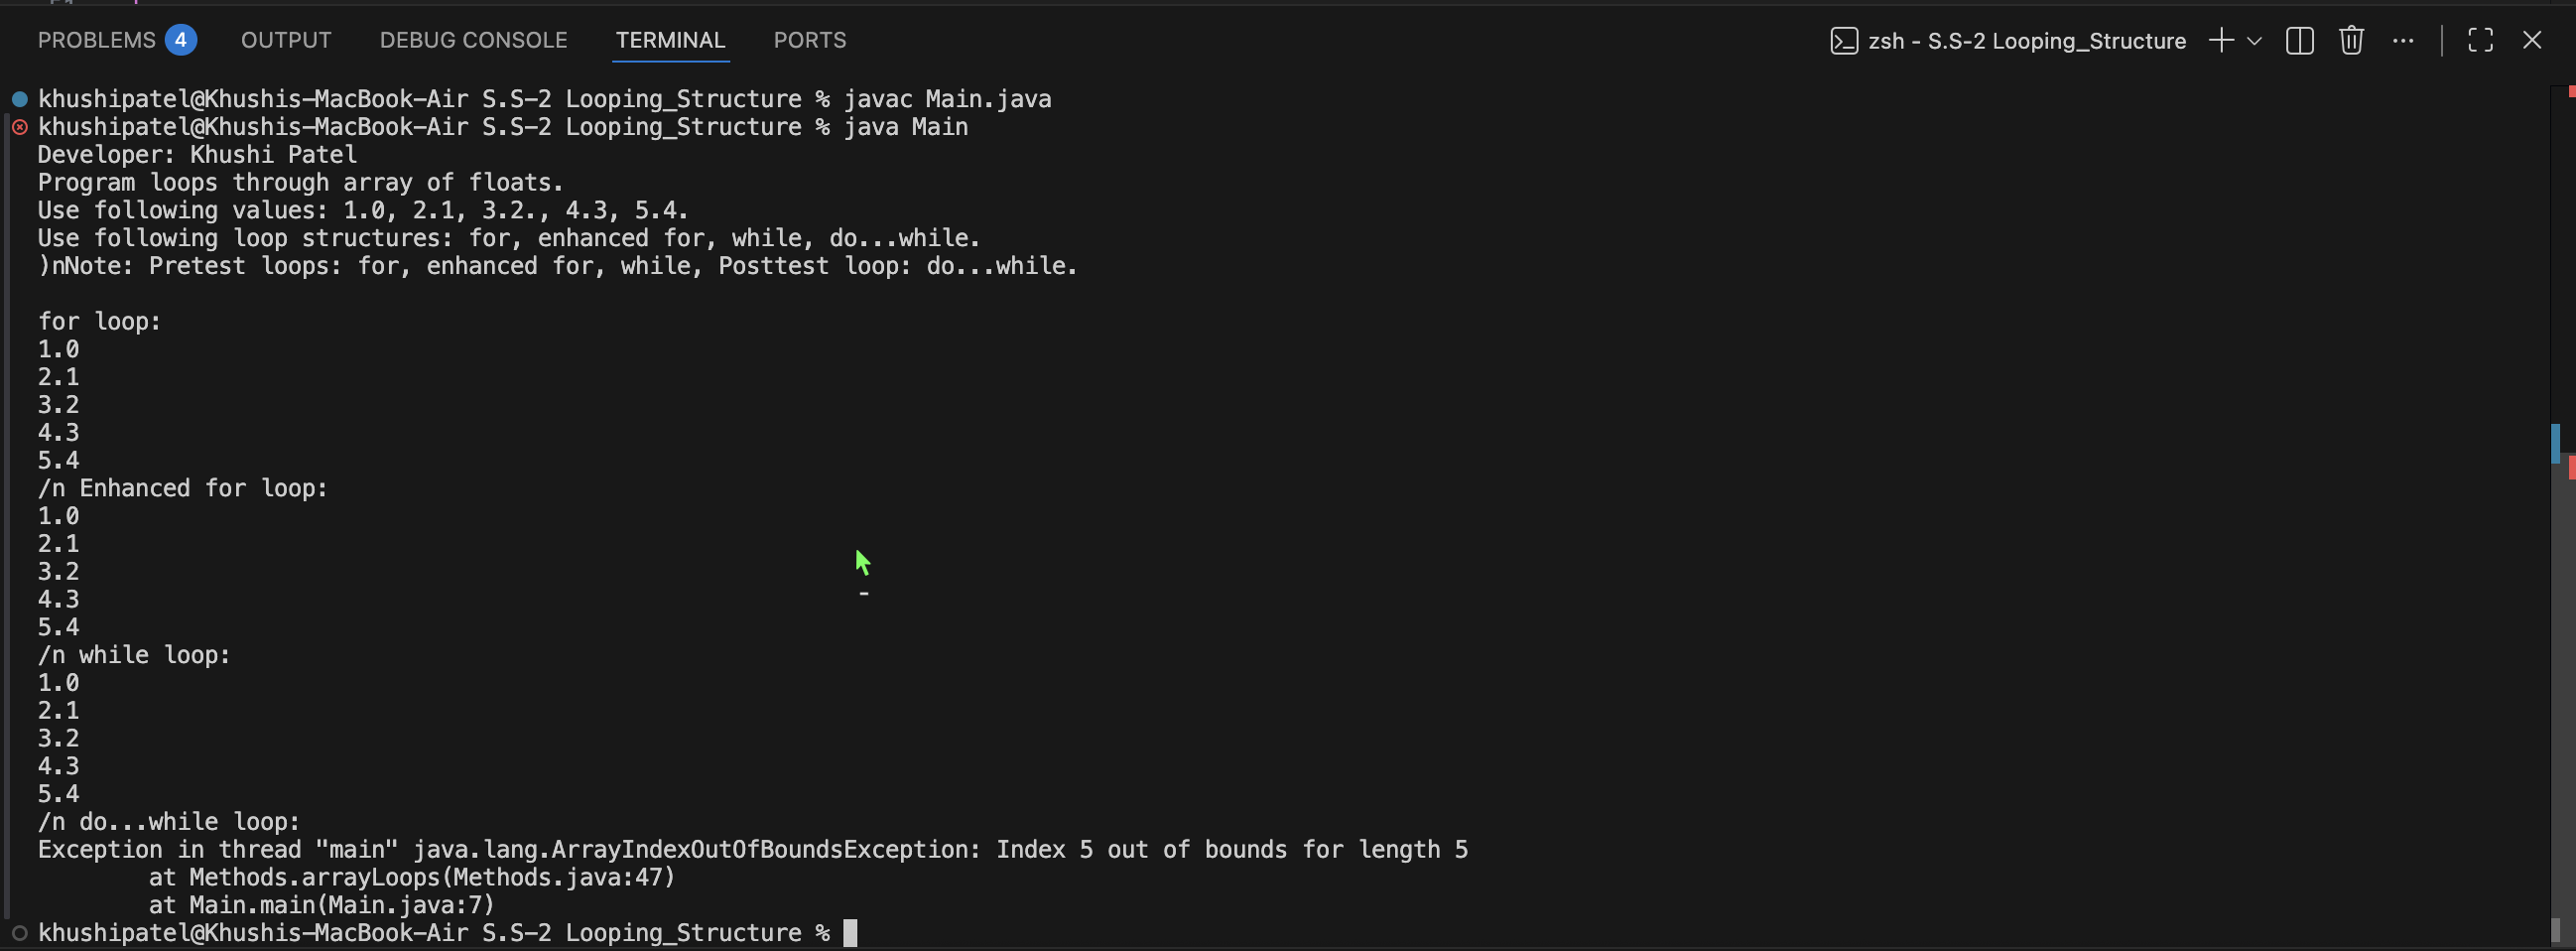 PROBLEMS 4 OUTPUT DEBUG CONSOLE TERMINAL PORTS zsh - S.S-2 Looping_Structure
khushipatel@Khushis-MacBook-Air S.S-2 Looping_Structure % javac Main.java
khushipatel@Khushis-MacBook-Air S.S-2 Looping_Structure % java Main
Developer: Khushi Patel
Program loops through array of floats.
Use following values: 1.0, 2.1, 3.2., 4.3, 5.4.
Use following loop structures: for, enhanced for, while, do...while.
)nNote: Pretest loops: for, enhanced for, while, Posttest loop: do...while.
for loop:
1.0
2.1
3.2
4.3
5.4
/n Enhanced for loop:
1.0
2.1
3.2
4.3
5.4
/n while loop:
1.0
2.1
3.2
4.3
5.4
/n do...while loop:
Exception in thread "main" java.lang.ArrayIndexOutOfBoundsException: Index 5 out of bounds for length 5
at Methods.arrayLoops(Methods.java:47)
at Main.main(Main.java:7)
khushipatel@Khushis-MacBook-Air S.S-2 Looping_Structure %